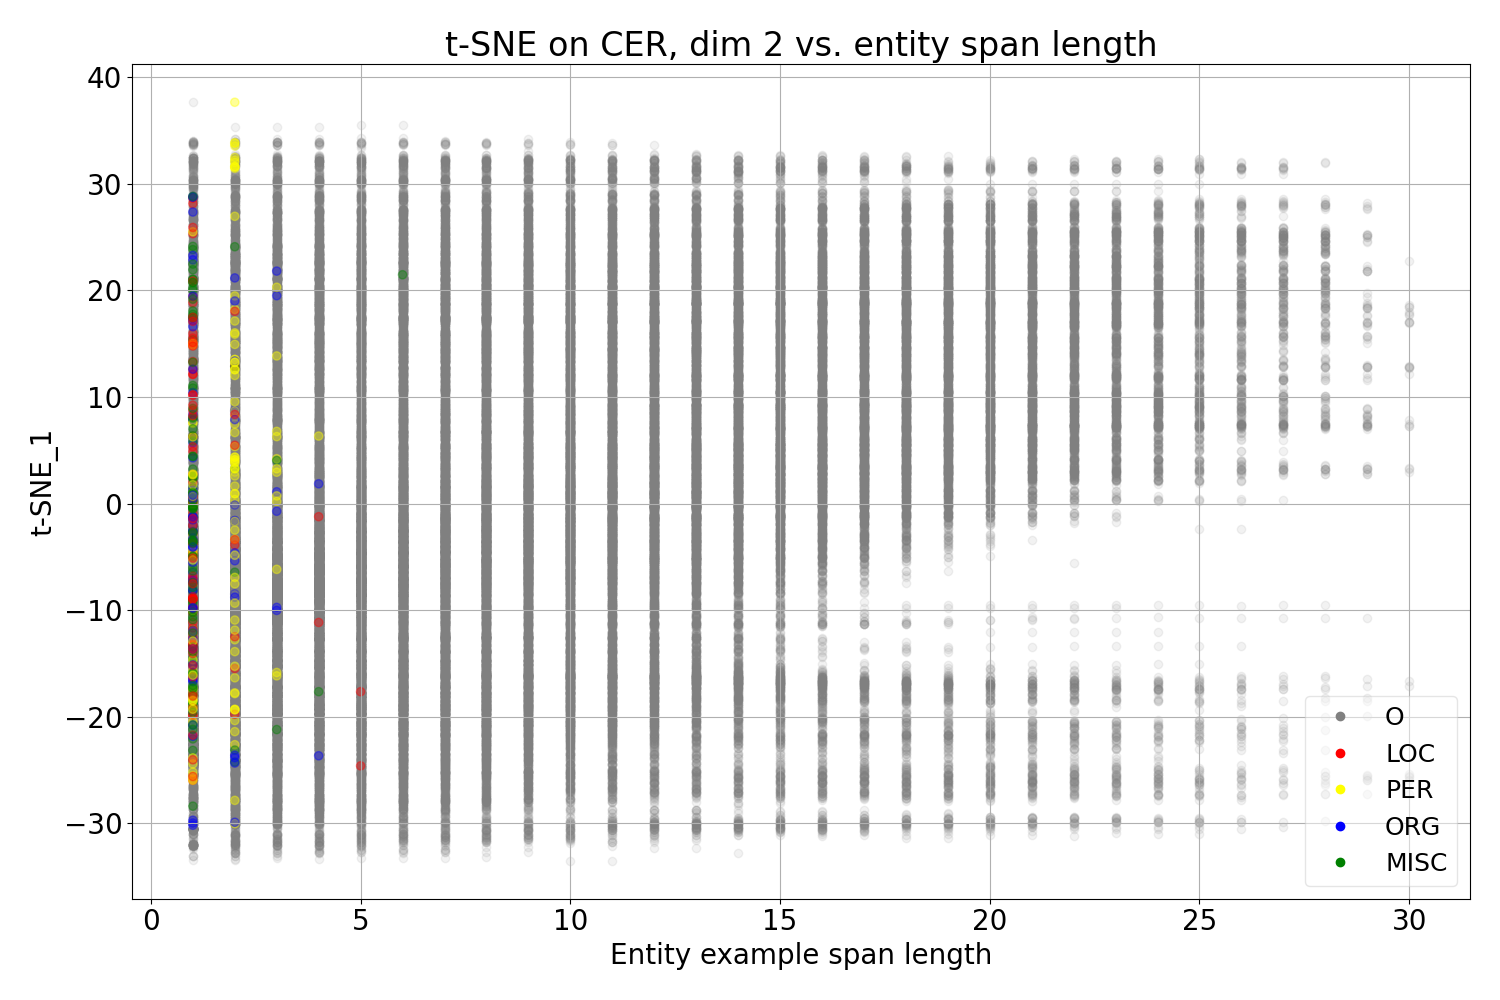 t-SNE on CER, dim 2 vs. entity span length
40
30
20
10
0
−10
−20
−30
t-SNE_1
0 5 10 15 20 25 30
Entity example span length
O
LOC
PER
ORG
MISC